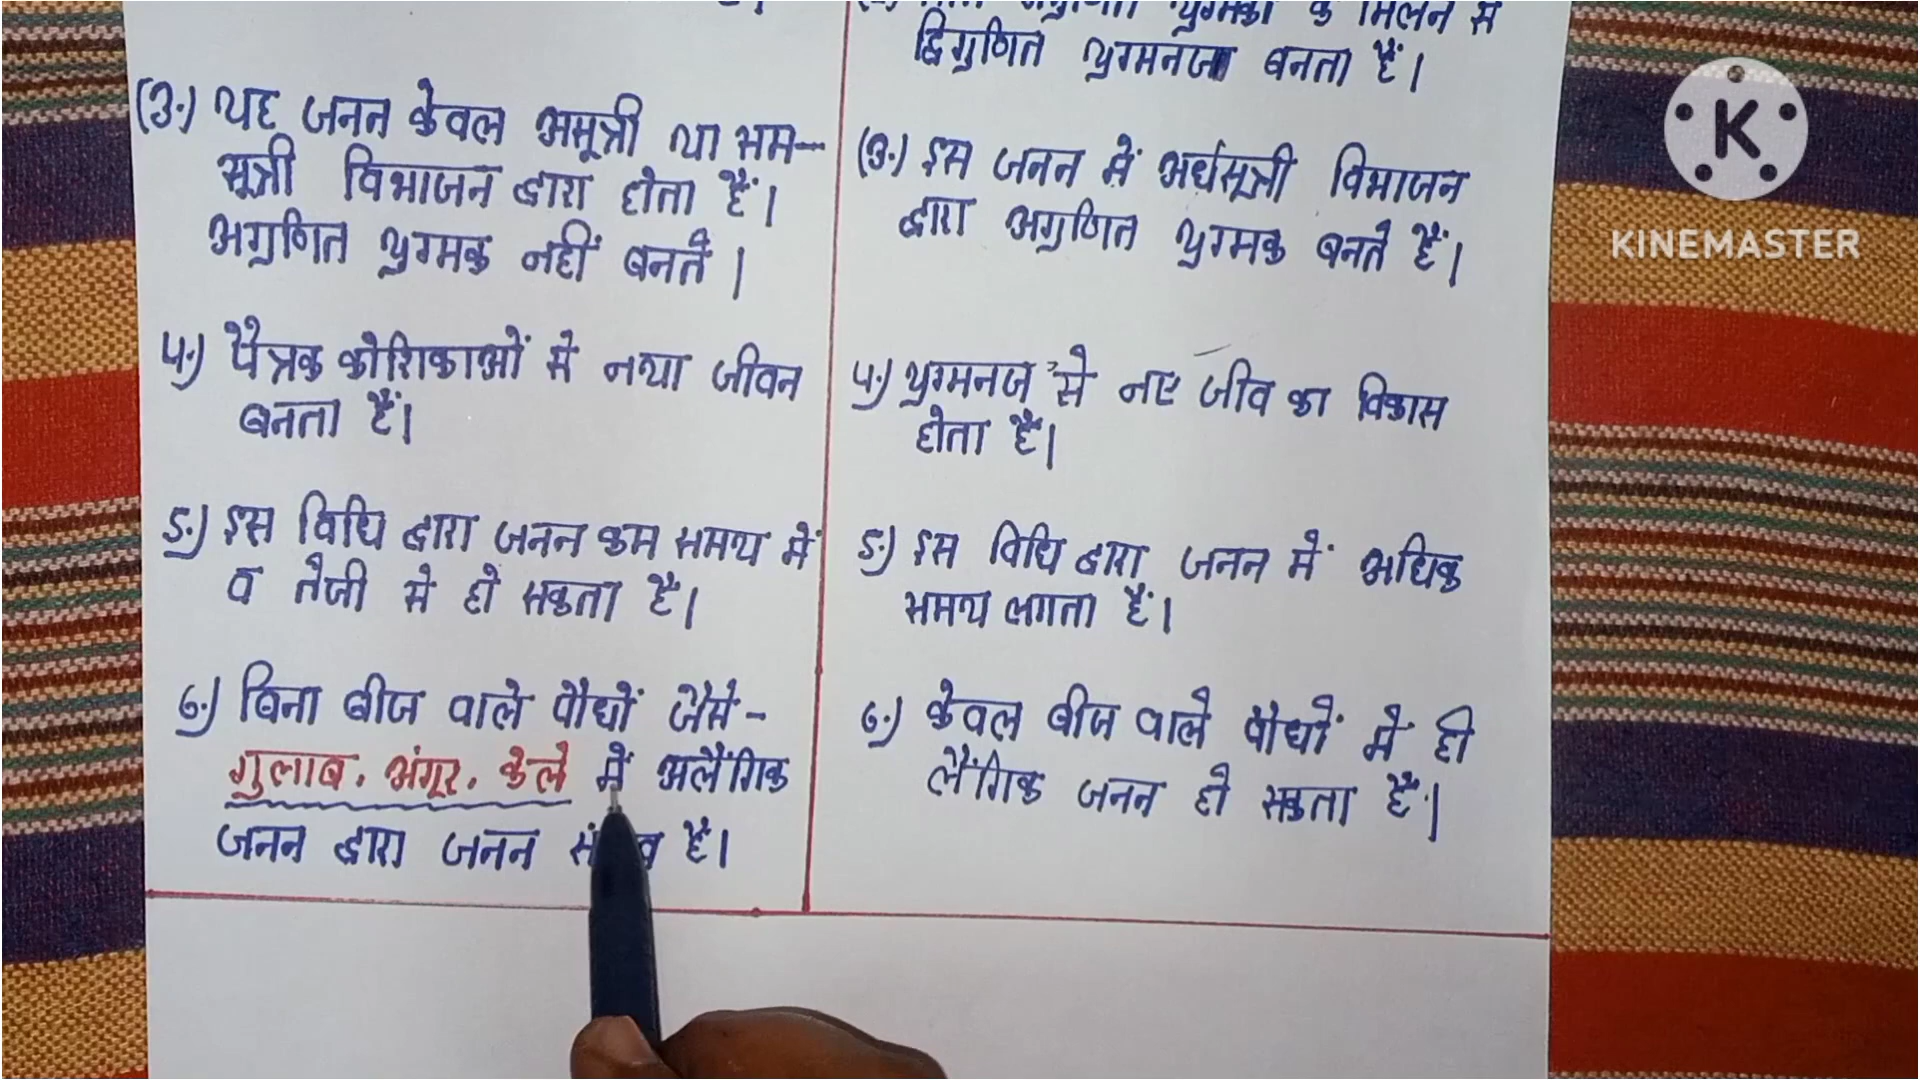 के मिलन से
द्विगुणित युग्मनज बनता हैं।
(3.) यह जनन केवल असूत्री या सम-
सूत्री विभाजन द्वारा होता हैं।
अगुणित युग्मक नहीं बनते।
4.) पैत्रक कोशिकाओं मे नया जीवन
बनता हैं।
5.) इस विधि द्वारा जनन कम समय में
व तेजी से हो सकता है।
6.) बिना बीज वाले पौधों जैसे-
गुलाब, अंगूर, केले में अलैंगिक
जनन द्वारा जनन है।
(3.) इस जनन में अर्धसूत्री विभाजन
द्वारा अगुणित युग्मक बनते हैं।
4.) युग्मनज से नए जीव का विकास
होता हैं।
5.) इस विधि द्वारा जनन में अधिक
समय लगता हैं।
6.) केवल बीज वाले पौधों में ही
लैंगिक जनन हो सकता हैं।
KINEMASTER